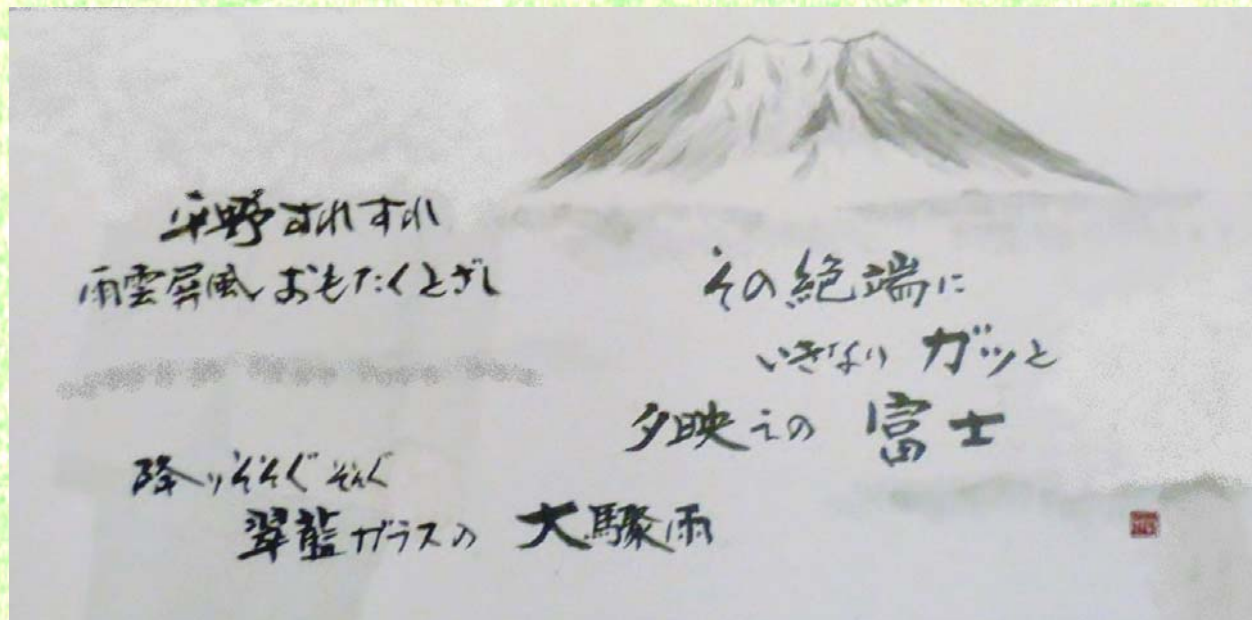 平野すれすれ
雨雲屏風おもたくとざし
その絶端に
いきなり ガッと
夕映えの 富士
降りそそぐ そそぐ
翠藍ガラスの 大驟雨